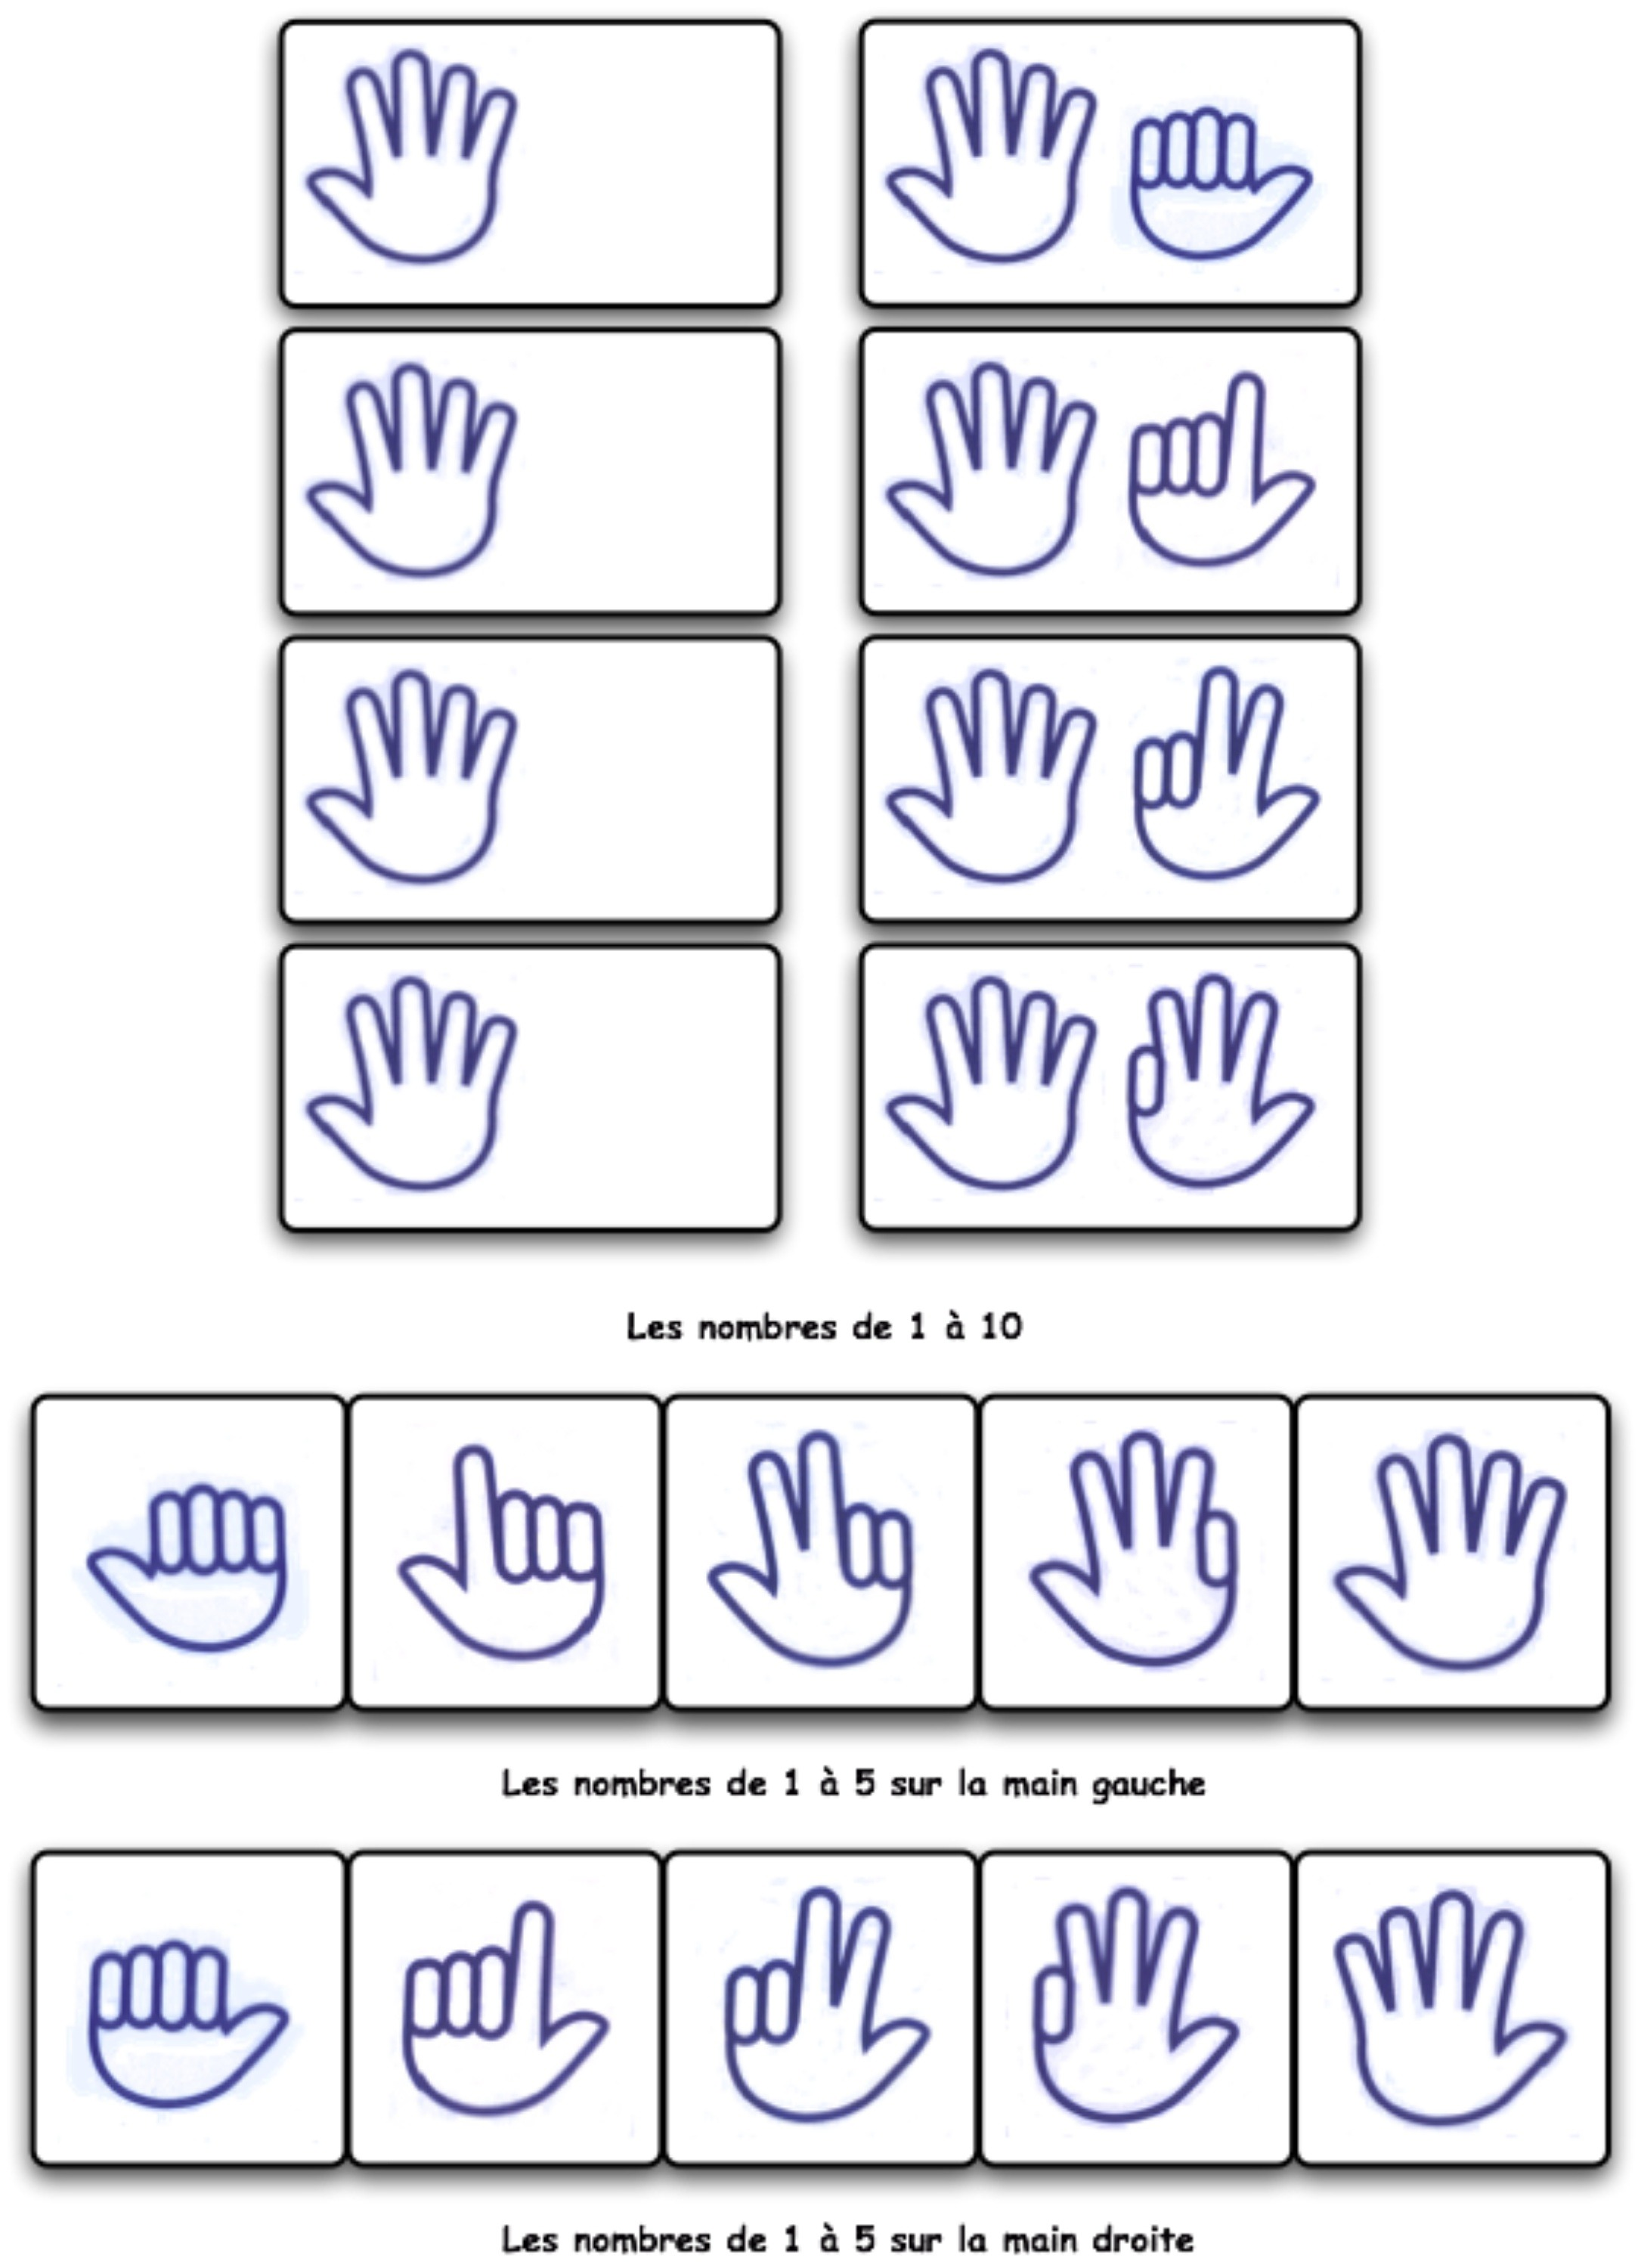 Les nombres de 1 à 10
Les nombres de 1 à 5 sur la main gauche
Les nombres de 1 à 5 sur la main droite